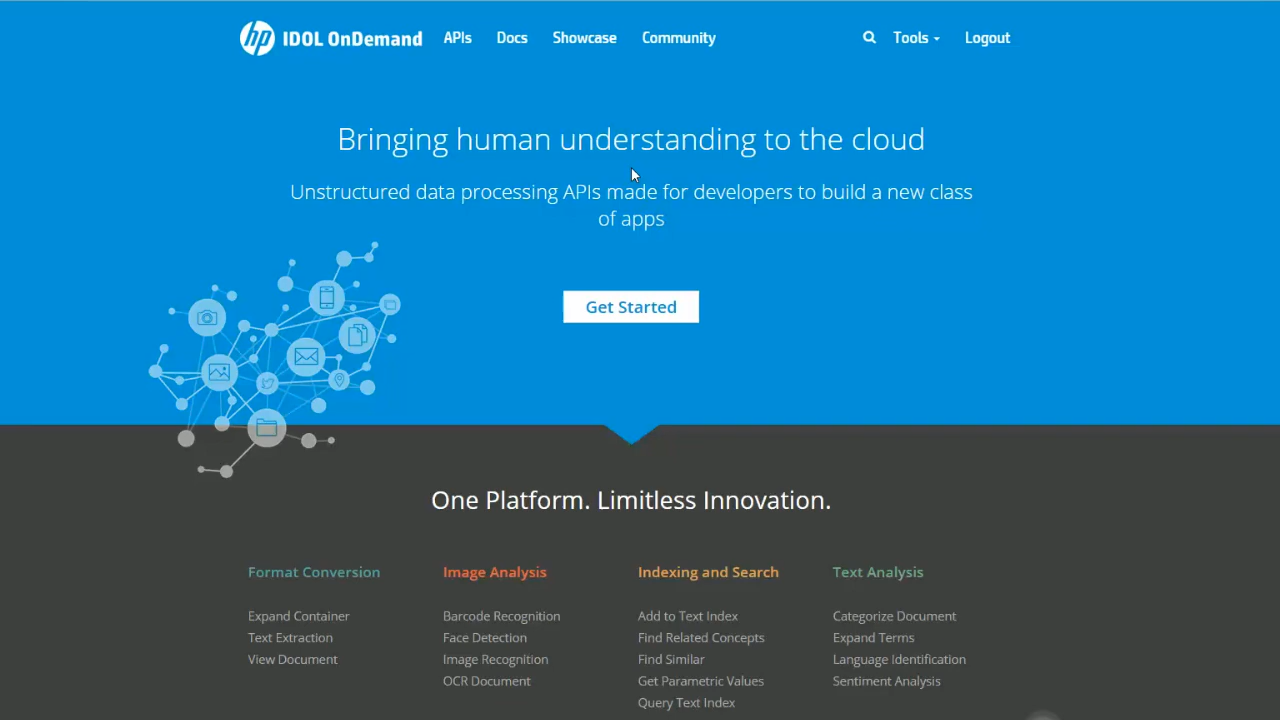 hp IDOL OnDemand APIs Docs Showcase Community Tools Logout
Bringing human understanding to the cloud
Unstructured data processing APIs made for developers to build a new class
of apps
Get Started
One Platform. Limitless Innovation.
Format Conversion
Expand Container
Text Extraction
View Document
Image Analysis
Barcode Recognition
Face Detection
Image Recognition
OCR Document
Indexing and Search
Add to Text Index
Find Related Concepts
Find Similar
Get Parametric Values
Query Text Index
Text Analysis
Categorize Document
Expand Terms
Language Identification
Sentiment Analysis